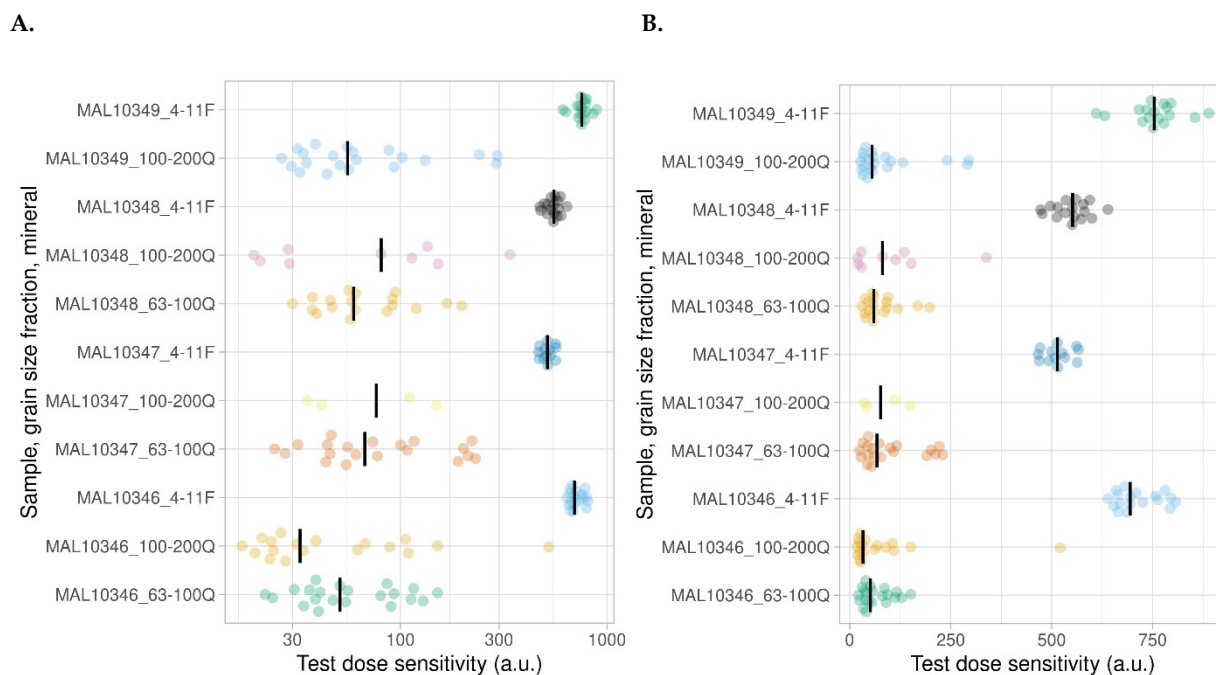 A.
B.
Sample, grain size fraction, mineral
MAL10349_4-11F
MAL10349_100-200Q
MAL10348_4-11F
MAL10348_100-200Q
MAL10348_63-100Q
MAL10347_4-11F
MAL10347_100-200Q
MAL10347_63-100Q
MAL10346_4-11F
MAL10346_100-200Q
MAL10346_63-100Q
30 100 300 1000
Test dose sensitivity (a.u.)
Sample, grain size fraction, mineral
MAL10349_4-11F
MAL10349_100-200Q
MAL10348_4-11F
MAL10348_100-200Q
MAL10348_63-100Q
MAL10347_4-11F
MAL10347_100-200Q
MAL10347_63-100Q
MAL10346_4-11F
MAL10346_100-200Q
MAL10346_63-100Q
0 250 500 750
Test dose sensitivity (a.u.)